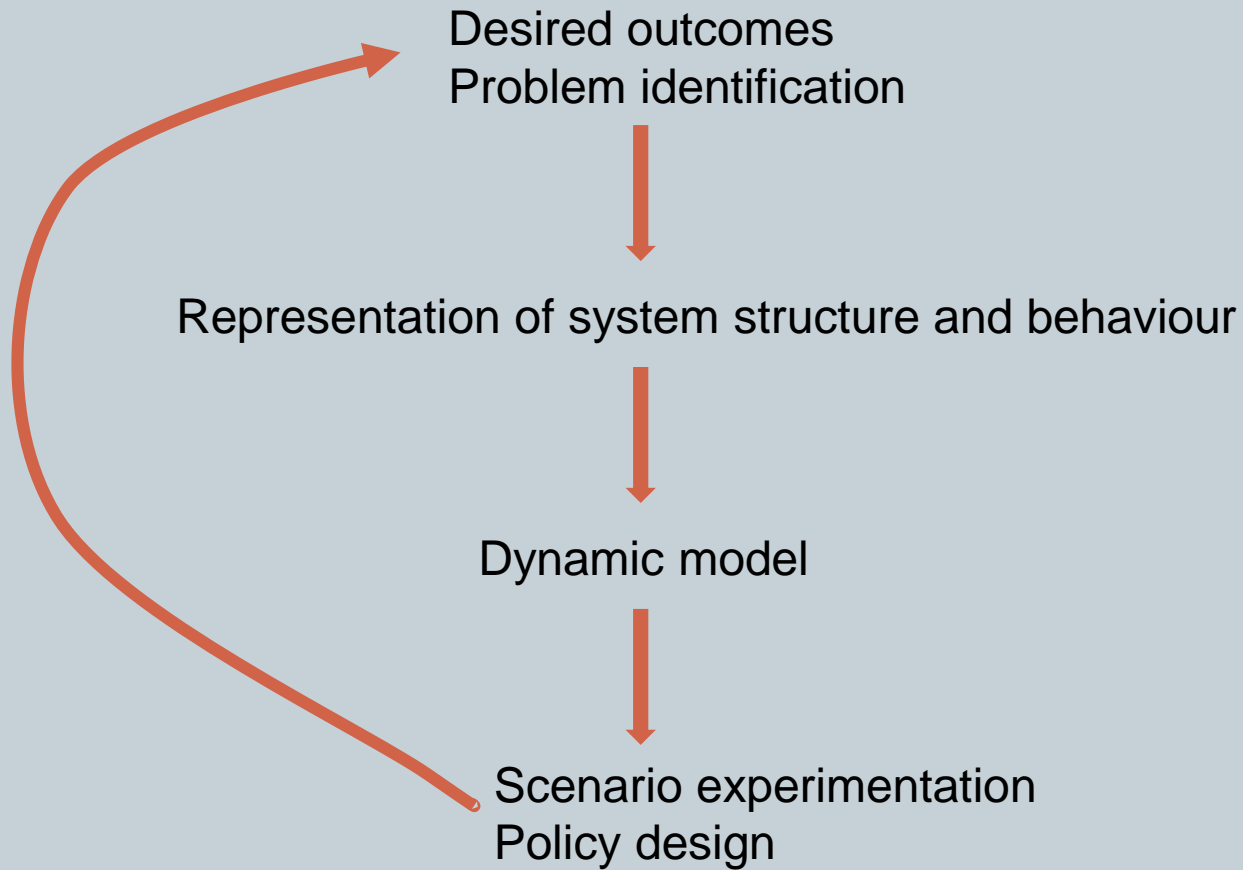 Desired outcomes
Problem identification
Representation of system structure and behaviour
Dynamic model
Scenario experimentation
Policy design